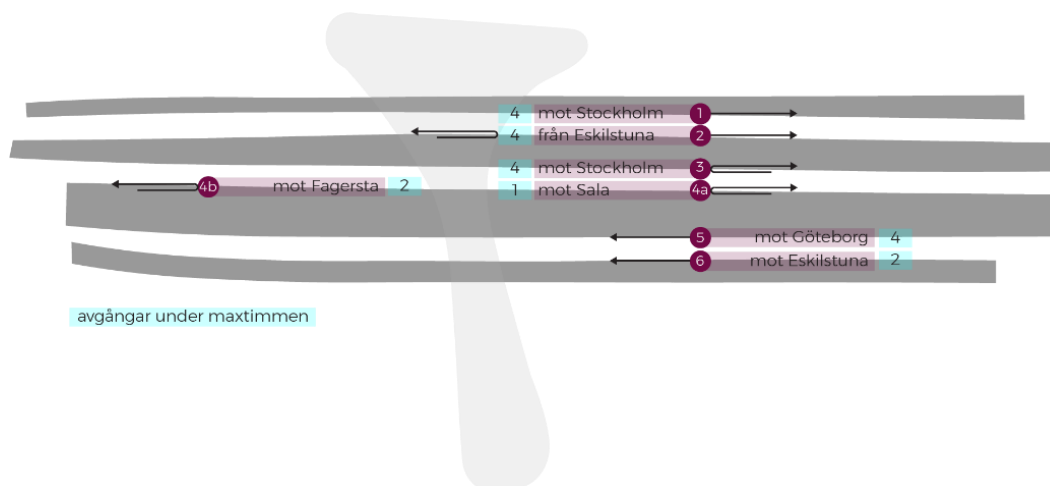 4 mot Stockholm 1
4 från Eskilstuna 2
4 mot Stockholm 3
4b mot Fagersta 2
1 mot Sala 4a
5 mot Göteborg 4
6 mot Eskilstuna 2
avgångar under maxtimmen